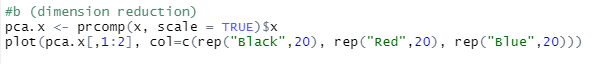 #b (dimension reduction)
pca.x <- prcomp(x, scale = TRUE)$x
plot(pca.x[,1:2], col=c(rep("Black",20), rep("Red",20), rep("Blue",20)))